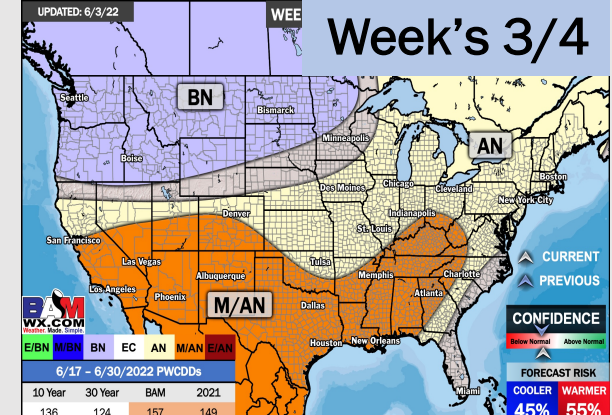 UPDATED: 6/3/22
WEE
Week's 3/4
Seattle
BN
Bismarck
Minneapolis
AN
Boise
Boston
Des Moines
Chicago
Cleveland
New York City
Denver
Indianapolis
St. Louis
San Francisco
CURRENT
Las Vegas
Tulsa
Memphis
Charlotte
PREVIOUS
Albuquerque
Los Angeles
Phoenix
M/AN
Dallas
Atlanta
BAM
WX.COM
Weather. Made. Simple.
CONFIDENCE
Below Normal
Above Normal
Houston
New Orleans
E/BN
M/BN
BN
EC
AN
M/AN
E/AN
6/17 – 6/30/2022 PWCDDs
FORECAST RISK
10 Year
30 Year
BAM
2021
Miami
COOLER
WARMER
136
124
157
149
45%
55%